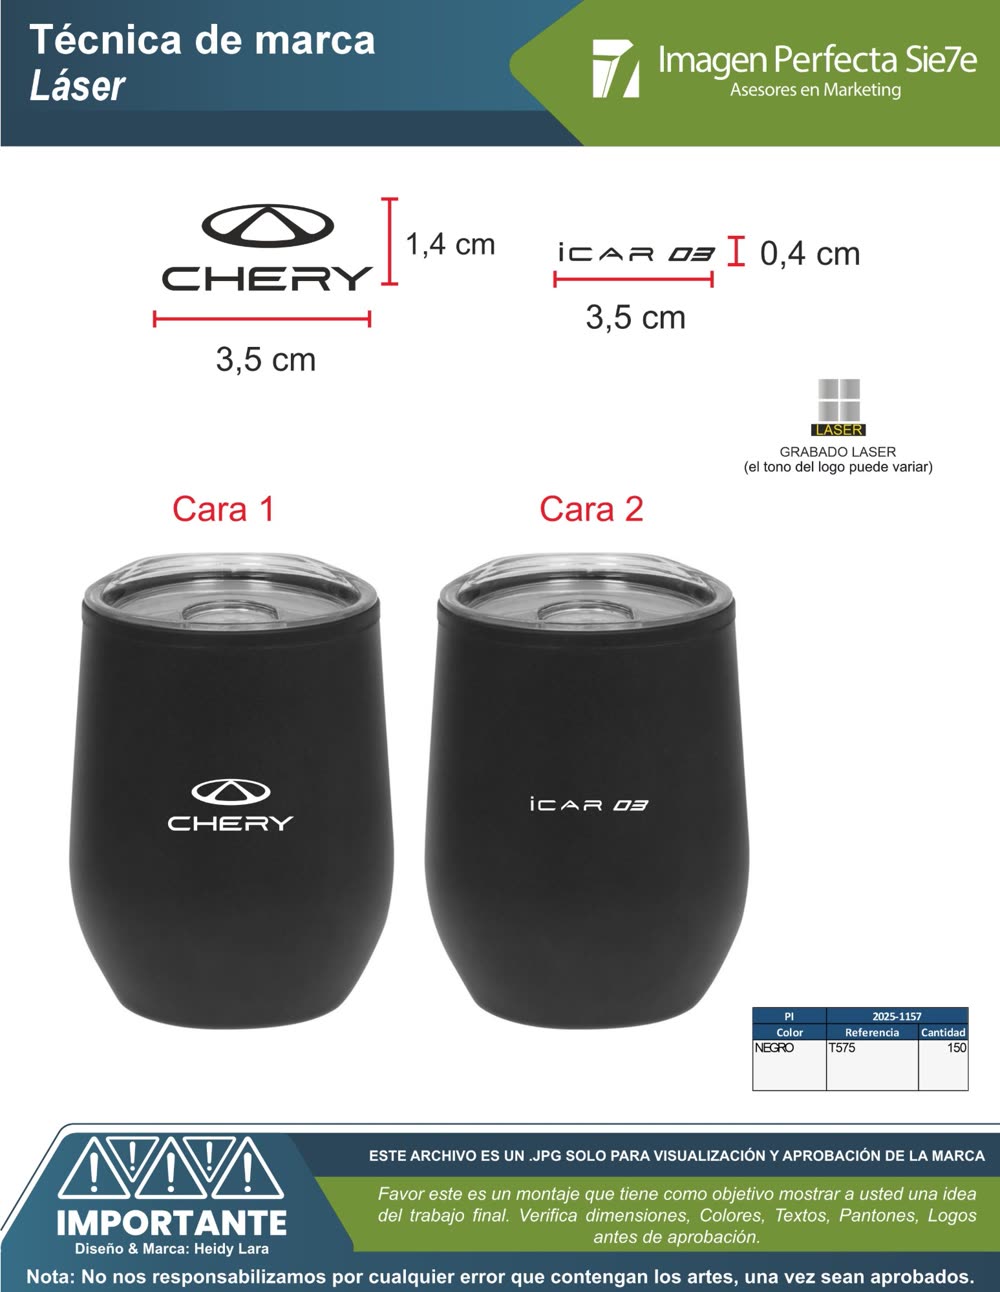 Técnica de marca
Láser
Imagen Perfecta Sie7e
Asesores en Marketing
CHERY
1,4 cm
3,5 cm
iCAR 03
0,4 cm
3,5 cm
LASER
GRABADO LASER
(el tono del logo puede variar)
Cara 1
Cara 2
CHERY
iCAR 03
PI 2025-1157
Color Referencia Cantidad
NEGRO T575 150
IMPORTANTE
Diseño & Marca: Heidy Lara
ESTE ARCHIVO ES UN .JPG SOLO PARA VISUALIZACIÓN Y APROBACIÓN DE LA MARCA
Favor este es un montaje que tiene como objetivo mostrar a usted una idea
del trabajo final. Verifica dimensiones, Colores, Textos, Pantones, Logos
antes de aprobación.
Nota: No nos responsabilizamos por cualquier error que contengan los artes, una vez sean aprobados.